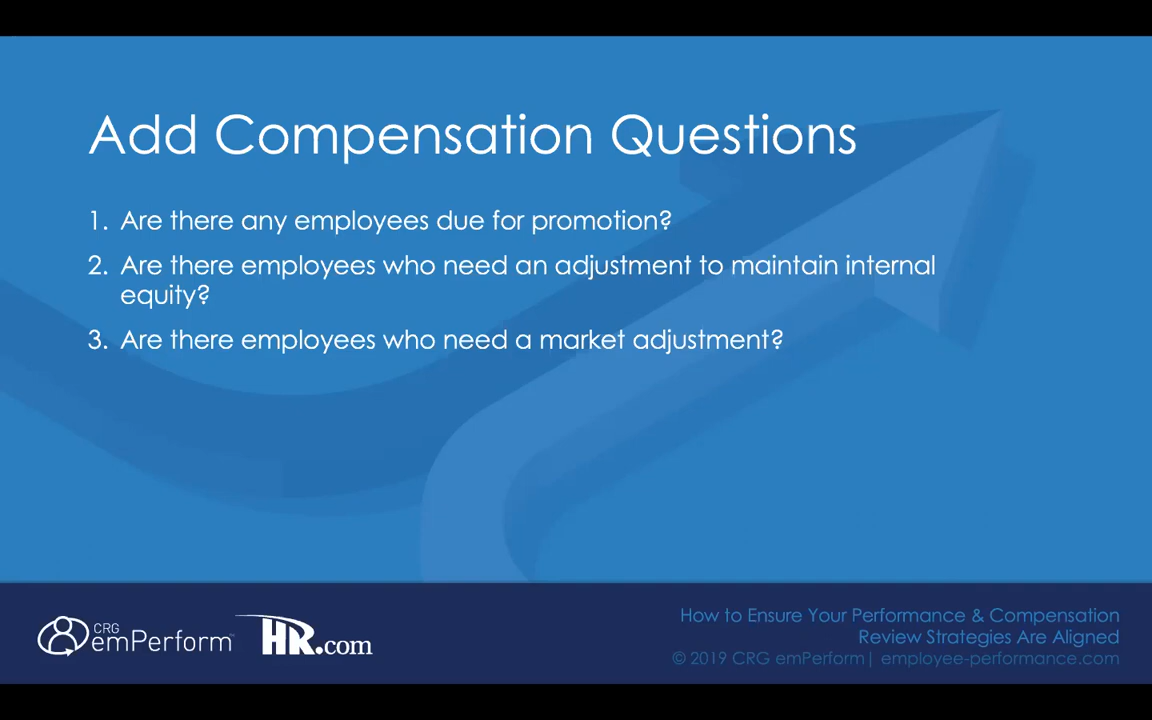 Add Compensation Questions
1. Are there any employees due for promotion?
2. Are there employees who need an adjustment to maintain internal
equity?
3. Are there employees who need a market adjustment?
CRG
emPerform™
HR.com
How to Ensure Your Performance & Compensation
Review Strategies Are Aligned
© 2019 CRG emPerform| employee-performance.com